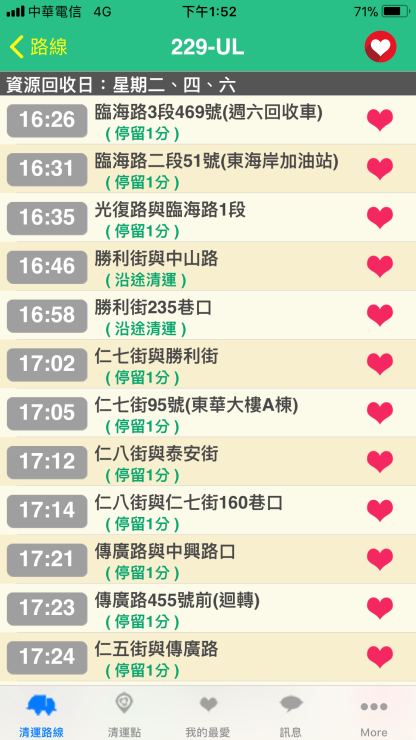 中華電信 4G 下午1:52 71%
路線 229-UL
資源回收日：星期二、四、六
16:26 臨海路3段469號(週六回收車)
(停留1分)
16:31 臨海路二段51號(東海岸加油站)
(停留1分)
16:35 光復路與臨海路1段
(停留1分)
16:46 勝利街與中山路
(沿途清運)
16:58 勝利街235巷口
(沿途清運)
17:02 仁七街與勝利街
(停留1分)
17:05 仁七街95號(東華大樓A棟)
(停留1分)
17:12 仁八街與泰安街
(停留1分)
17:14 仁八街與仁七街160巷口
(停留1分)
17:21 傳廣路與中興路口
(停留1分)
17:23 傳廣路455號前(迴轉)
(停留1分)
17:24 仁五街與傳廣路
(停留1分)
清運路線 清運點 我的最愛 訊息 More